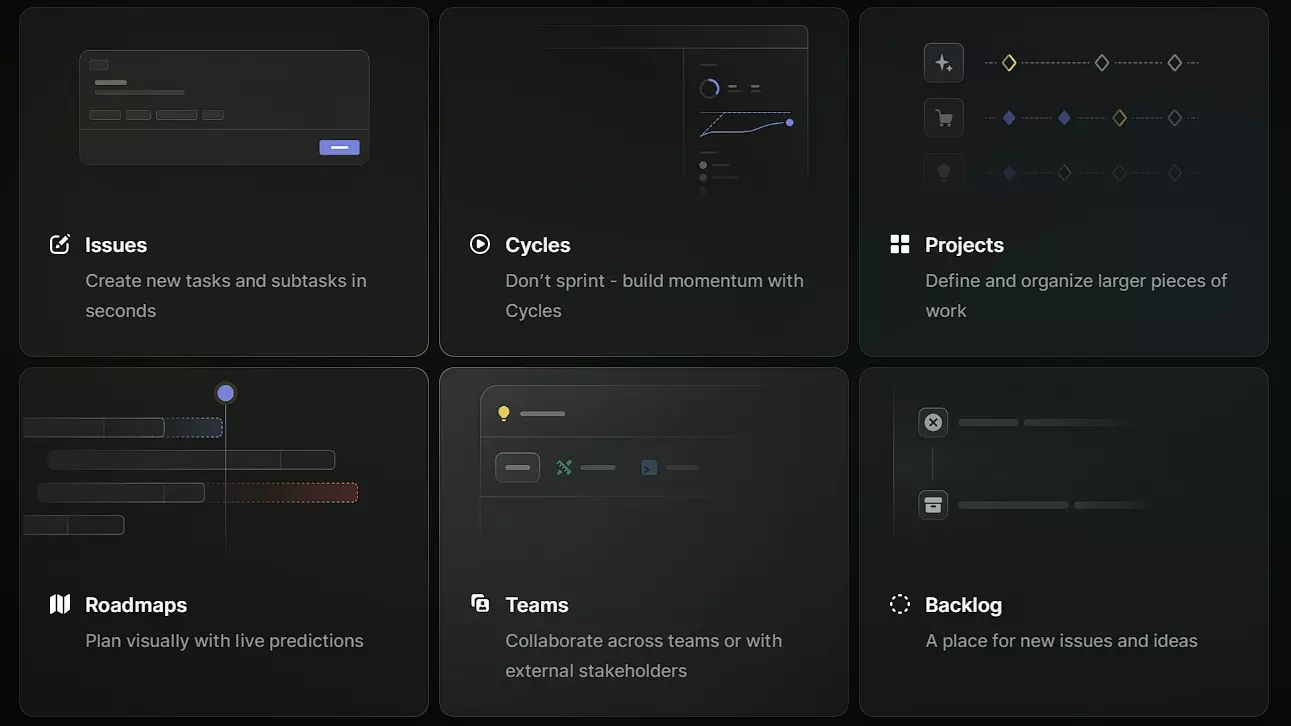 Issues
Create new tasks and subtasks in
seconds
Cycles
Don’t sprint - build momentum with
Cycles
Projects
Define and organize larger pieces of
work
Roadmaps
Plan visually with live predictions
Teams
Collaborate across teams or with
external stakeholders
Backlog
A place for new issues and ideas